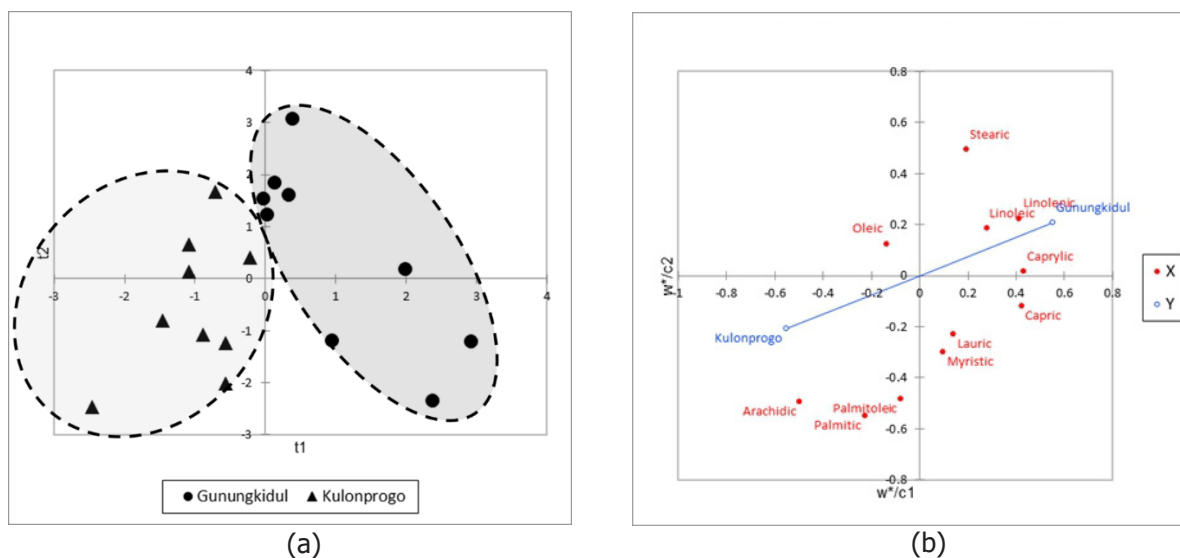 4
3
2
1
0
-1
-2
-3
-3 -2 -1 0 1 2 3 4
t2
t1
Gunungkidul Kulonprogo
(a)
0.8
0.6
0.4
0.2
0
-0.2
-0.4
-0.6
-0.8
-1 -0.8 -0.6 -0.4 -0.2 0 0.2 0.4 0.6 0.8
w*/c2
w*/c1
Stearic
Linolenic
Gunungkidul
Linoleic
Oleic
Caprylic
Capric
Kulonprogo
Lauric
Myristic
Arachidic
Palmitoleic
Palmitic
X
Y
(b)